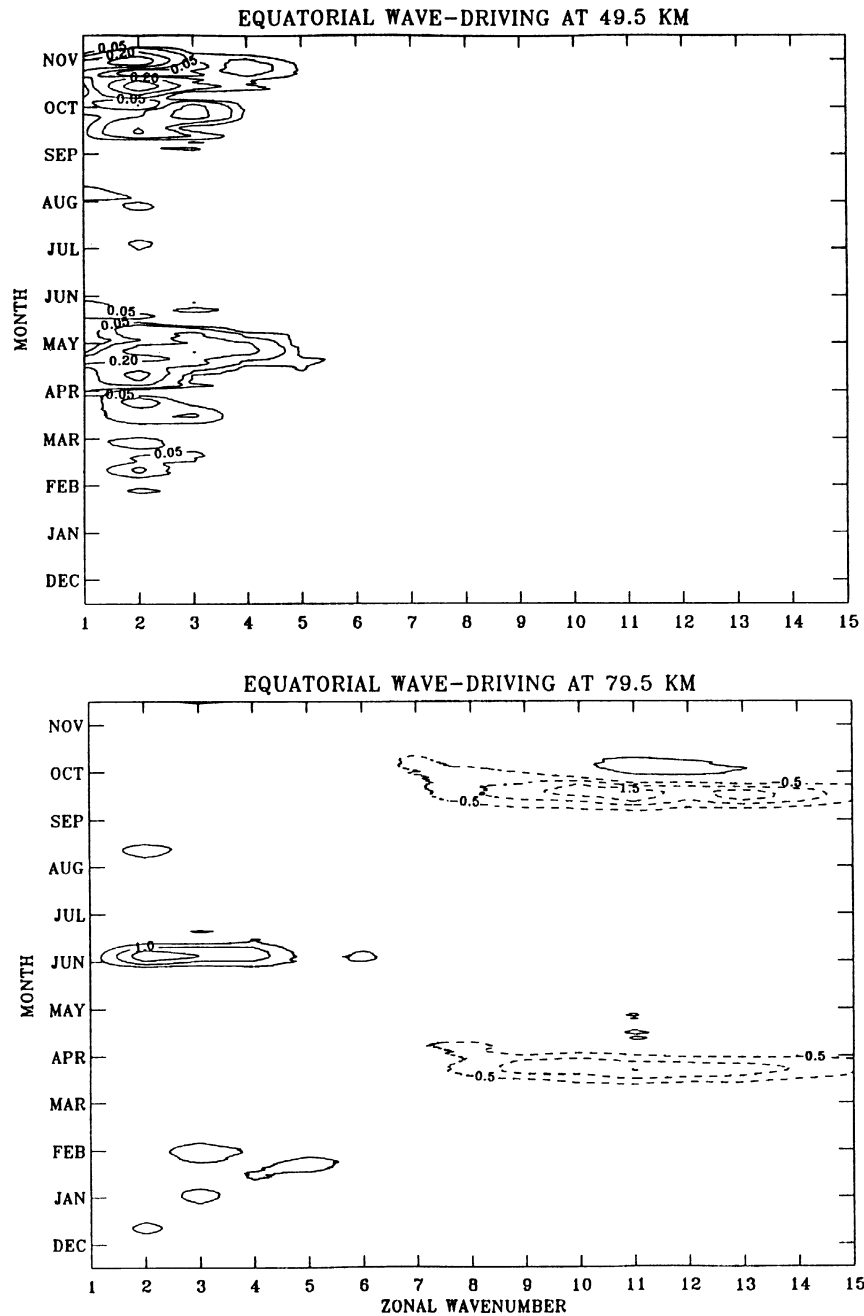 EQUATORIAL WAVE-DRIVING AT 49.5 KM
NOV
OCT
SEP
AUG
JUL
JUN
MAY
APR
MAR
FEB
JAN
DEC
MONTH
0.05
0.20
0.05
0.20
0.05
0.05
0.05
0.20
0.05
0.05
1 2 3 4 5 6 7 8 9 10 11 12 13 14 15
EQUATORIAL WAVE-DRIVING AT 79.5 KM
NOV
OCT
SEP
AUG
JUL
JUN
MAY
APR
MAR
FEB
JAN
DEC
MONTH
-0.5
-1.5
-0.5
1.0
-0.5
-0.5
1 2 3 4 5 6 7 8 9 10 11 12 13 14 15
ZONAL WAVENUMBER